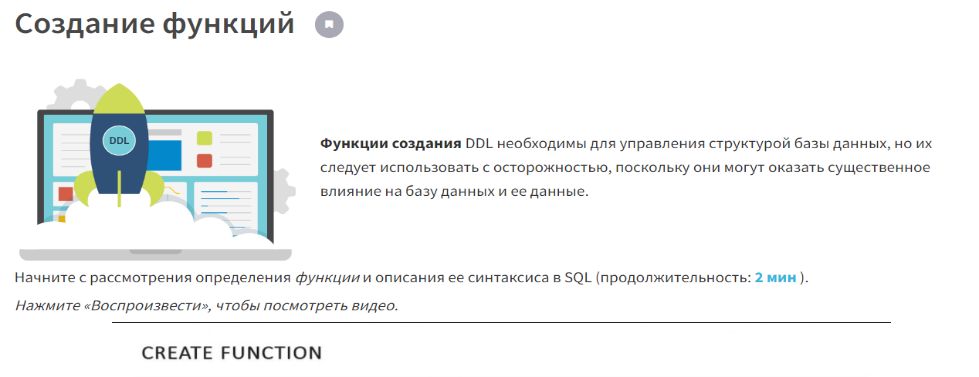 Создание функций
DDL
Функции создания DDL необходимы для управления структурой базы данных, но их
следует использовать с осторожностью, поскольку они могут оказать существенное
влияние на базу данных и ее данные.
Начните с рассмотрения определения функции и описания ее синтаксиса в SQL (продолжительность: 2 мин ).
Нажмите «Воспроизвести», чтобы посмотреть видео.
CREATE FUNCTION